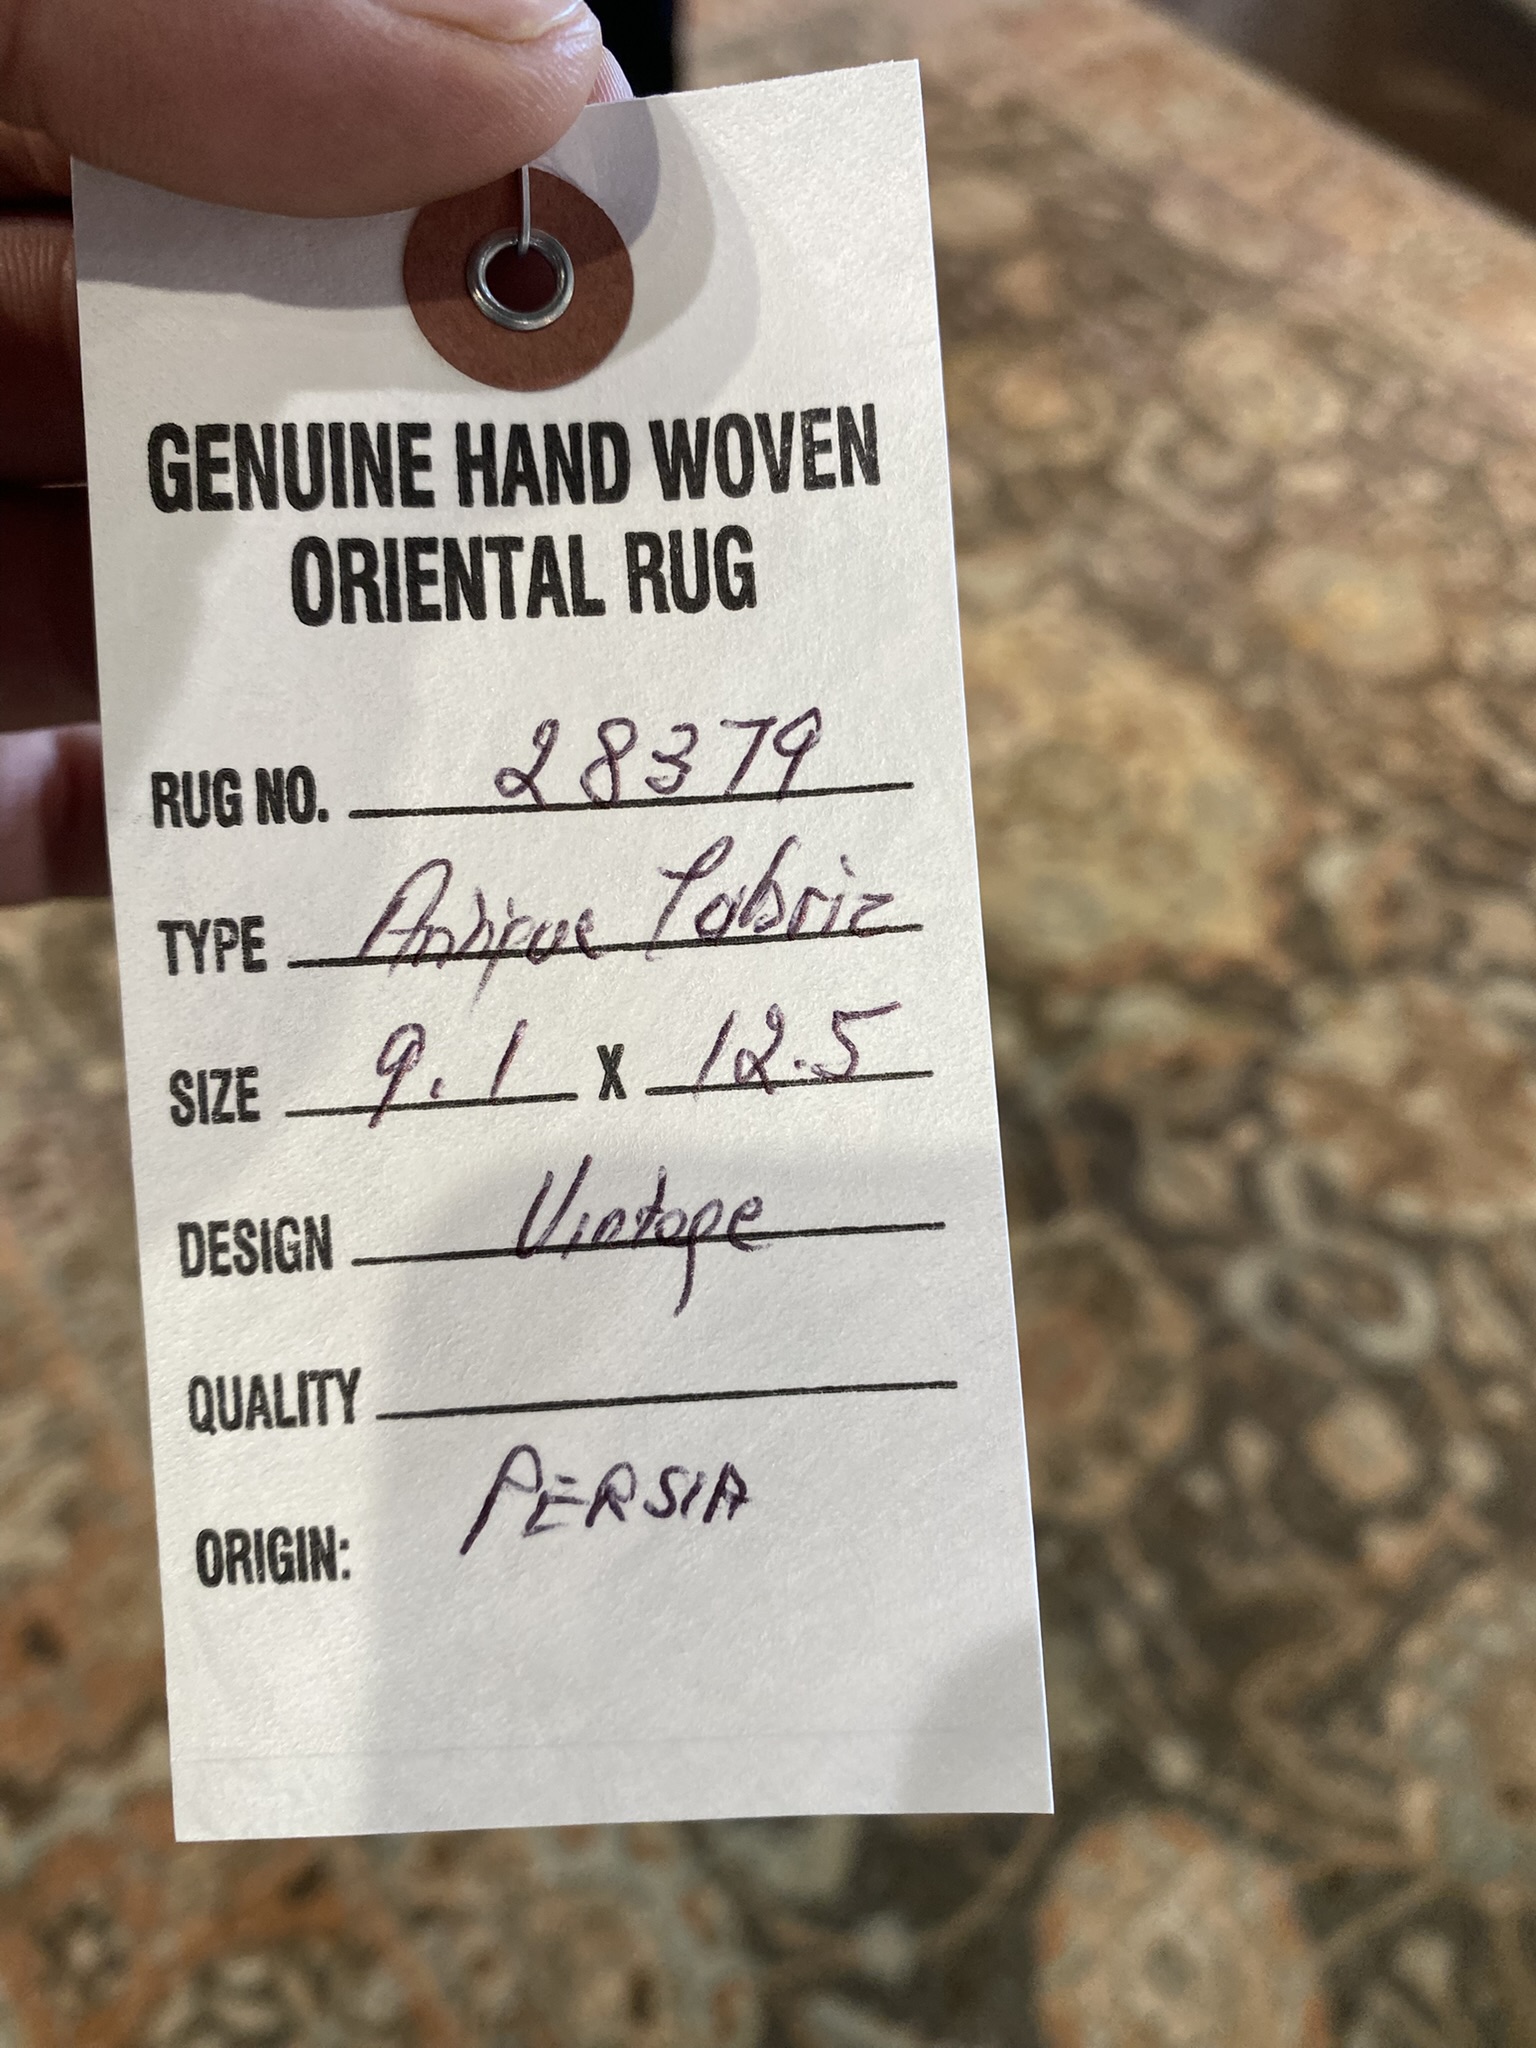 GENUINE HAND WOVEN
ORIENTAL RUG
RUG NO. 28379
TYPE Antique Tabriz
SIZE 9.1 X 12.5
DESIGN Vintage
QUALITY
ORIGIN: PERSIA